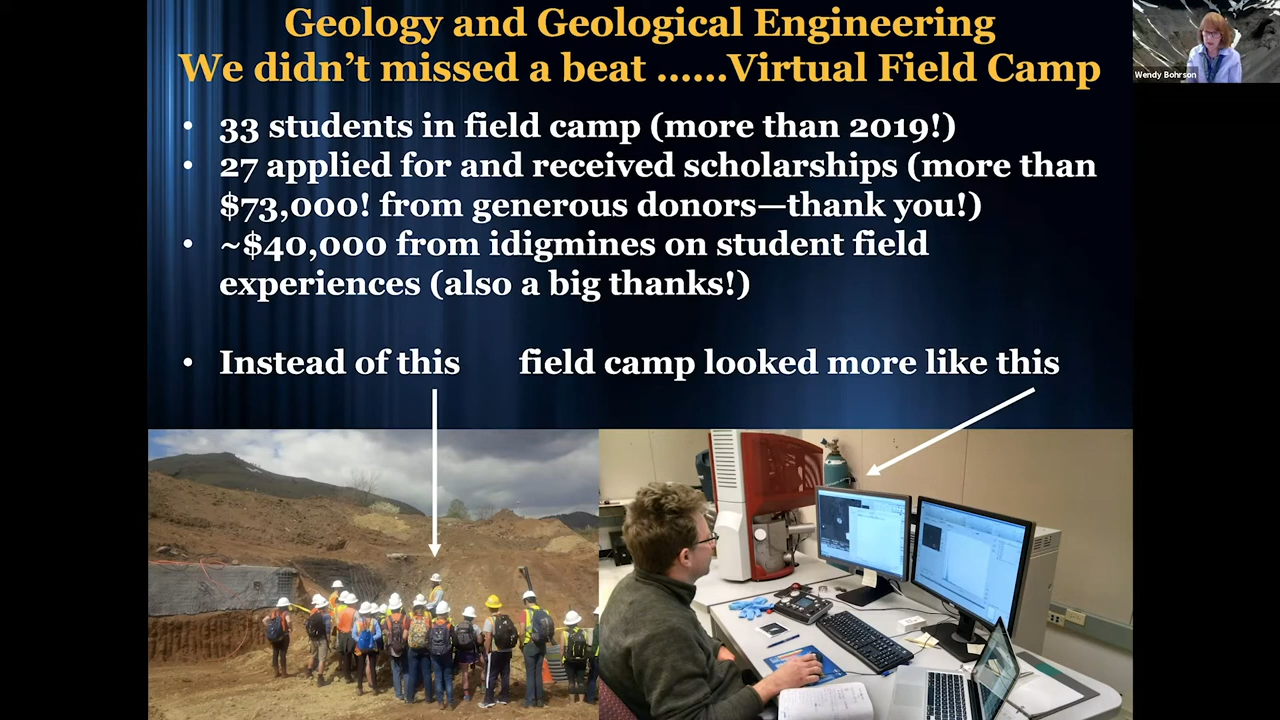 Geology and Geological Engineering
We didn't missed a beat ......Virtual Field Camp
Wendy Bohrson
• 33 students in field camp (more than 2019!)
• 27 applied for and received scholarships (more than
$73,000! from generous donors—thank you!)
• ~$40,000 from idigmines on student field
experiences (also a big thanks!)
• Instead of this field camp looked more like this